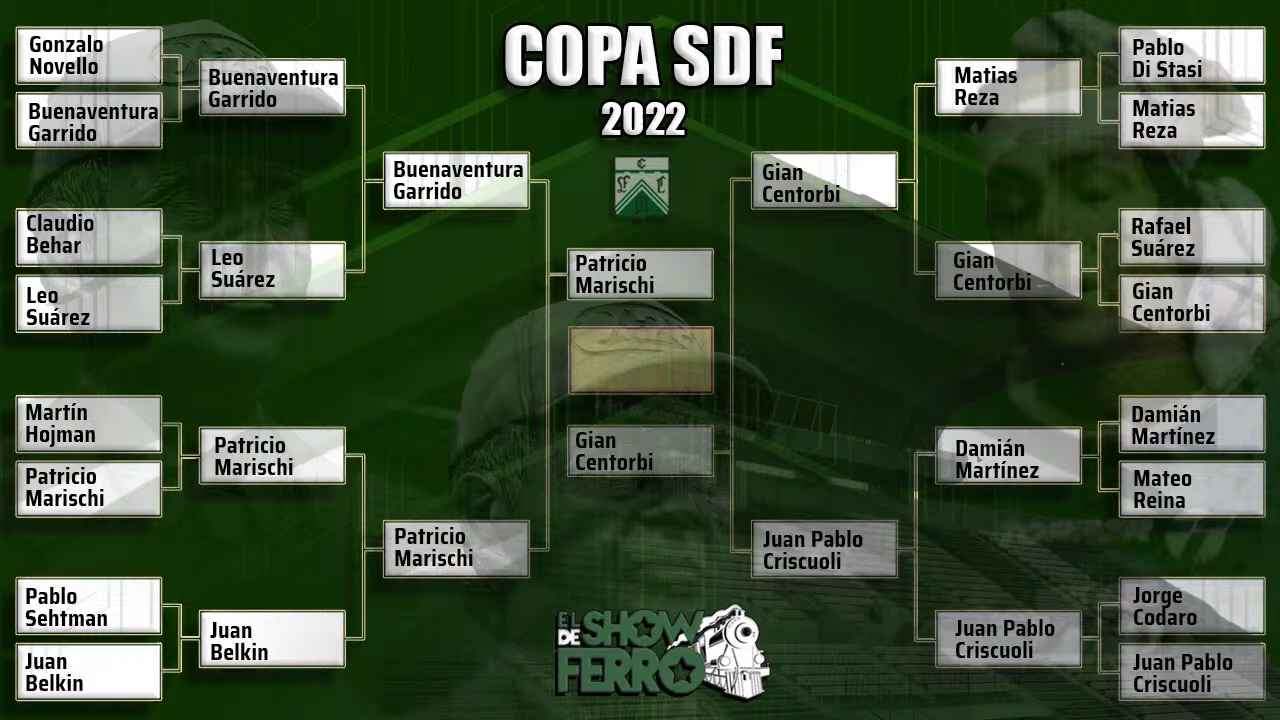 COPA SDF
2022
Gonzalo
Novello
Buenaventura
Garrido
Claudio
Behar
Leo
Suárez
Martín
Hojman
Patricio
Marischi
Pablo
Sehtman
Juan
Belkin
Buenaventura
Garrido
Leo
Suárez
Patricio
Marischi
Juan
Belkin
Buenaventura
Garrido
Patricio
Marischi
Patricio
Marischi
Gian
Centorbi
Gian
Centorbi
Juan Pablo
Criscuoli
Matias
Reza
Gian
Centorbi
Damián
Martínez
Juan Pablo
Criscuoli
Pablo
Di Stasi
Matias
Reza
Rafael
Suárez
Gian
Centorbi
Damián
Martínez
Mateo
Reina
Jorge
Codaro
Juan Pablo
Criscuoli
EL SHOW
DE FERRO